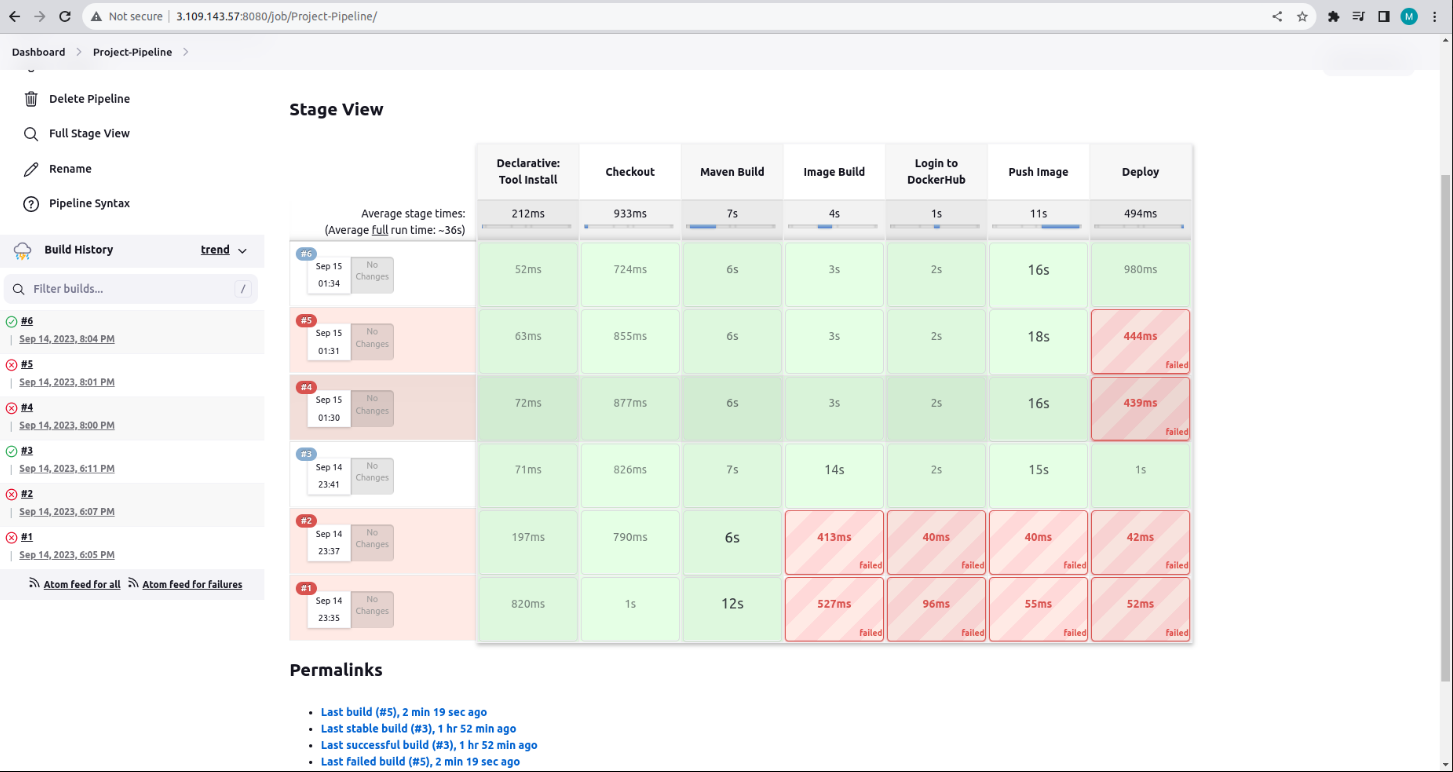 Not secure | 3.109.143.57:8080/job/Project-Pipeline/
M
Dashboard > Project-Pipeline >
Delete Pipeline
Full Stage View
Rename
Pipeline Syntax
Build History
trend
Filter builds...
/
#6
Sep 14, 2023, 8:04 PM
#5
Sep 14, 2023, 8:01 PM
#4
Sep 14, 2023, 8:00 PM
#3
Sep 14, 2023, 6:11 PM
#2
Sep 14, 2023, 6:07 PM
#1
Sep 14, 2023, 6:05 PM
Atom feed for all Atom feed for failures
Stage View
Declarative: Tool Install Checkout Maven Build Image Build Login to DockerHub Push Image Deploy
Average stage times: 212ms 933ms 7s 4s 1s 11s 494ms
(Average full run time: ~36s)
#6
Sep 15 01:34 No Changes 52ms 724ms 6s 3s 2s 16s 980ms
#5
Sep 15 01:31 No Changes 63ms 855ms 6s 3s 2s 18s 444ms failed
#4
Sep 15 01:30 No Changes 72ms 877ms 6s 3s 2s 16s 439ms failed
#3
Sep 14 23:41 No Changes 71ms 826ms 7s 14s 2s 15s 1s
#2
Sep 14 23:37 No Changes 197ms 790ms 6s 413ms failed 40ms failed 40ms failed 42ms failed
#1
Sep 14 23:35 No Changes 820ms 1s 12s 527ms failed 96ms failed 55ms failed 52ms failed
Permalinks
Last build (#5), 2 min 19 sec ago
Last stable build (#3), 1 hr 52 min ago
Last successful build (#3), 1 hr 52 min ago
Last failed build (#5), 2 min 19 sec ago